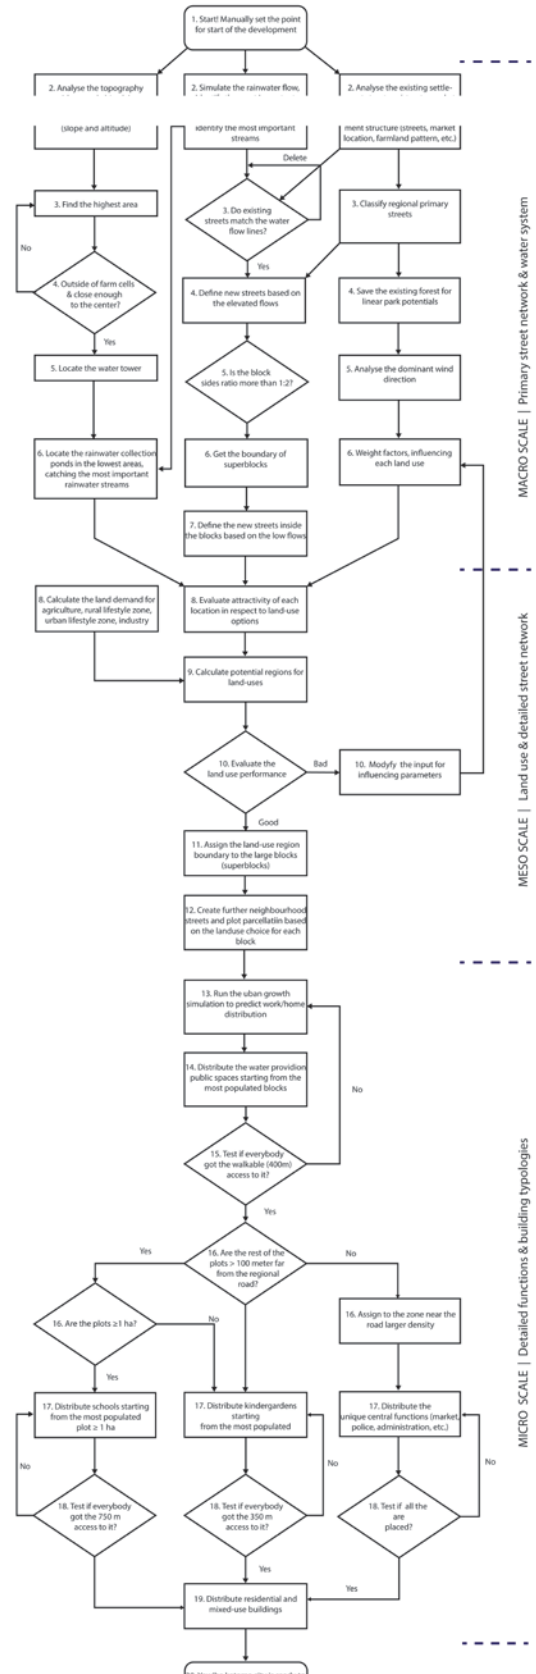 1. Start! Manually set the point
for start of the development
2. Analyse the topography
(slope and altitude)
2. Simulate the rainwater flow,
identify the most important
streams
2. Analyse the existing settle-
ment structure (streets, market
location, farmland pattern, etc.)
Delete
3. Find the highest area
3. Do existing
streets match the water
flow lines?
3. Classify regional primary
streets
No
Yes
4. Outside of farm cells
& close enough
to the center?
4. Define new streets based on
the elevated flows
4. Save the existing forest for
linear park potentials
Yes
5. Locate the water tower
5. Is the block
sides ratio more than 1:2?
5. Analyse the dominant wind
direction
6. Locate the rainwater collection
ponds in the lowest areas,
catching the most important
rainwater streams
6. Get the boundary of
superblocks
6. Weight factors, influencing
each land use
7. Define the new streets inside
the blocks based on the low flows
MACRO SCALE | Primary street network & water system
8. Calculate the land demand for
agriculture, rural lifestyle zone,
urban lifestyle zone, industry
8. Evaluate attractivity of each
location in respect to land-use
options
9. Calculate potential regions for
land-uses
10. Evaluate the
land use performance
Bad
10. Modyfy the input for
influencing parameters
Good
11. Assign the land-use region
boundary to the large blocks
(superblocks)
12. Create further neighbourhood
streets and plot parcellatiin based
on the landuse choice for each
block
MESO SCALE | Land use & detailed street network
13. Run the uban growth
simulation to predict work/home
distribution
14. Distribute the water providion
public spaces starting from the
most populated blocks
No
15. Test if everybody
got the walkable (400m)
access to it?
Yes
16. Are the rest of the
plots > 100 meter far
from the regional
road?
Yes
No
16. Are the plots ≥1 ha?
No
16. Assign to the zone near the
road larger density
Yes
17. Distribute schools starting
from the most populated
plot ≥ 1 ha
17. Distribute kindergardens
starting
from the most populated
17. Distribute the
unique central functions (market,
police, administration, etc.)
No
No
No
18. Test if everybody
got the 750 m
access to it?
18. Test if everybody
got the 350 m
access to it?
18. Test if all the
are
placed?
Yes
Yes
19. Distribute residential and
mixed-use buildings
MICRO SCALE | Detailed functions & building typologies